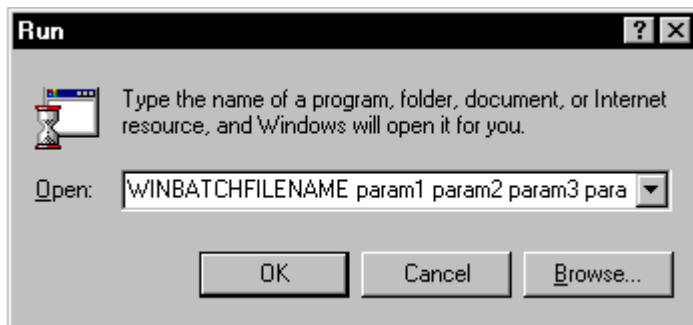 Run
Type the name of a program, folder, document, or Internet
resource, and Windows will open it for you.
Open: WINBATCHFILENAME param1 param2 param3 para
OK Cancel Browse...